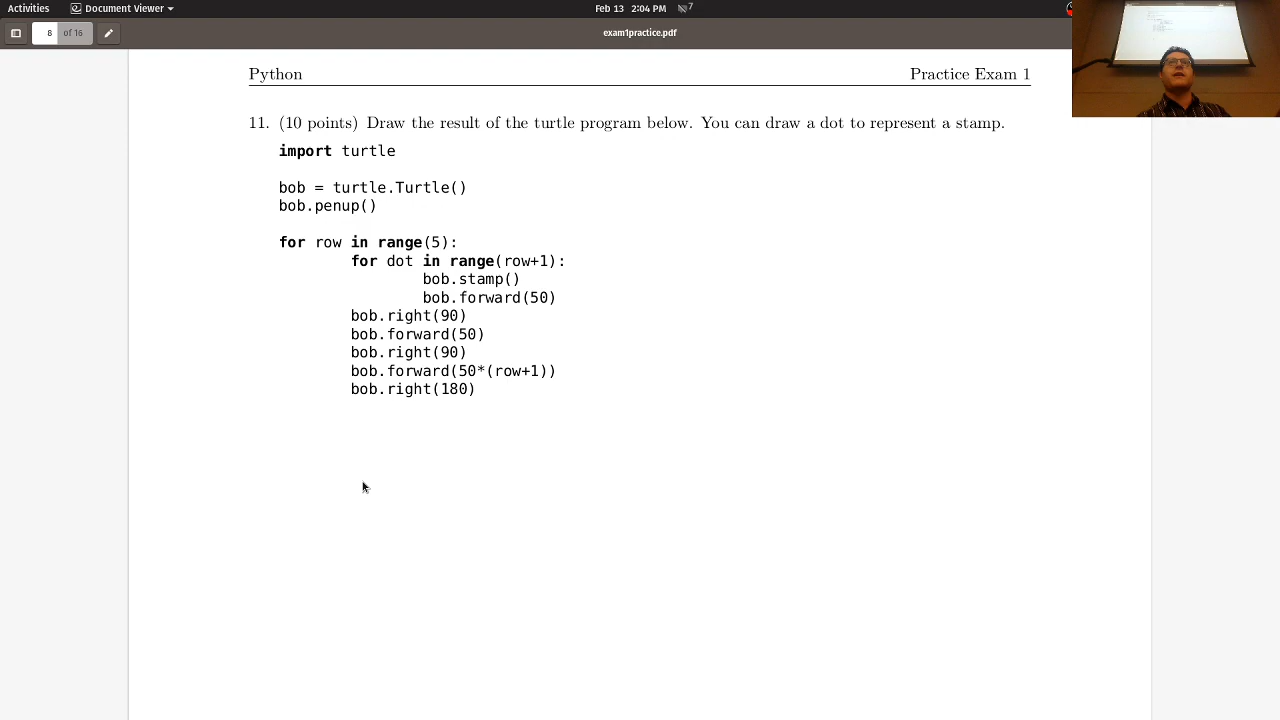 Activities Document Viewer Feb 13 2:04 PM 7
8 of 16 exam1practice.pdf
Python Practice Exam 1
11. (10 points) Draw the result of the turtle program below. You can draw a dot to represent a stamp.
import turtle
bob = turtle.Turtle()
bob.penup()
for row in range(5):
for dot in range(row+1):
bob.stamp()
bob.forward(50)
bob.right(90)
bob.forward(50)
bob.right(90)
bob.forward(50*(row+1))
bob.right(180)